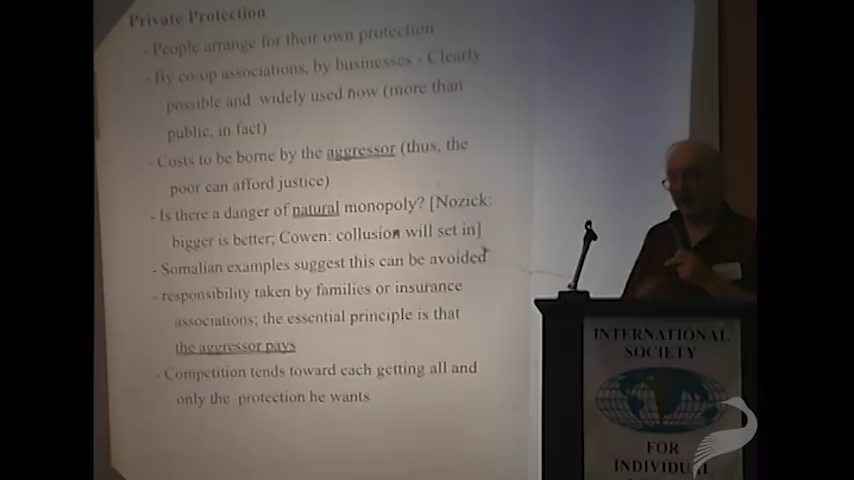 Private Protection
- People arrange for their own protection
- By co-op associations, by businesses - Clearly
possible and widely used now (more than
public, in fact)
- Costs to be borne by the aggressor (thus, the
poor can afford justice)
- Is there a danger of natural monopoly? [Nozick:
bigger is better; Cowen: collusion will set in]
- Somalian examples suggest this can be avoided
- responsibility taken by families or insurance
associations; the essential principle is that
the aggressor pays
- Competition tends toward each getting all and
only the protection he wants
INTERNATIONAL
SOCIETY
FOR
INDIVIDUAL